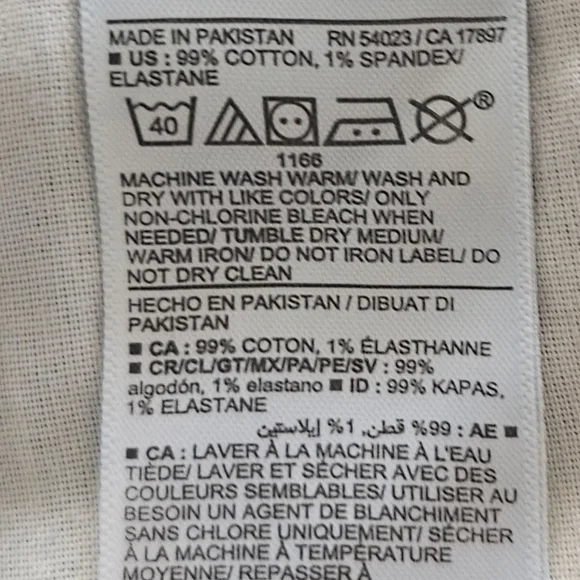 MADE IN PAKISTAN RN 54023 / CA 17897
■ US : 99% COTTON, 1% SPANDEX/
ELASTANE
40 ®
1166
MACHINE WASH WARM/ WASH AND
DRY WITH LIKE COLORS/ ONLY
NON-CHLORINE BLEACH WHEN
NEEDED/ TUMBLE DRY MEDIUM/
WARM IRON/ DO NOT IRON LABEL/ DO
NOT DRY CLEAN
HECHO EN PAKISTAN / DIBUAT DI
PAKISTAN
■ CA : 99% COTON, 1% ÉLASTHANNE
■ CR/CL/GT/MX/PA/PE/SV : 99%
algodón, 1% elastano ■ ID : 99% KAPAS,
1% ELASTANE
■ AE : 99% قطن, 1% إيلاستين
■ CA : LAVER À LA MACHINE À L'EAU
TIÈDE/ LAVER ET SÉCHER AVEC DES
COULEURS SEMBLABLES/ UTILISER AU
BESOIN UN AGENT DE BLANCHIMENT
SANS CHLORE UNIQUEMENT/ SÉCHER
À LA MACHINE À TEMPÉRATURE
MOYENNE/ REPASSER À